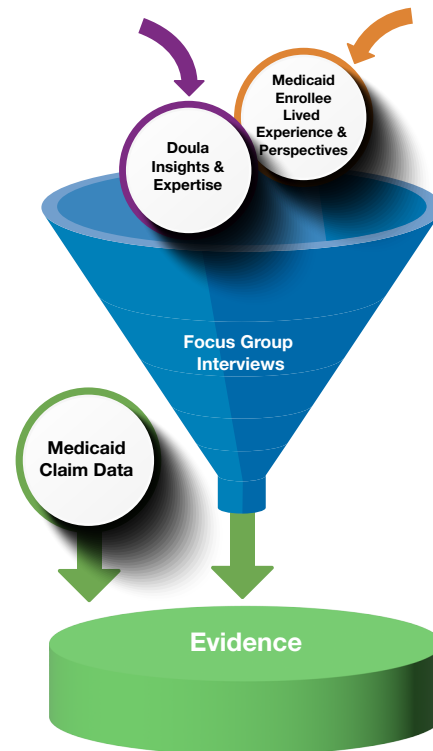 Medicaid
Enrollee
Lived
Experience &
Perspectives
Doula
Insights &
Expertise
Focus Group
Interviews
Medicaid
Claim Data
Evidence